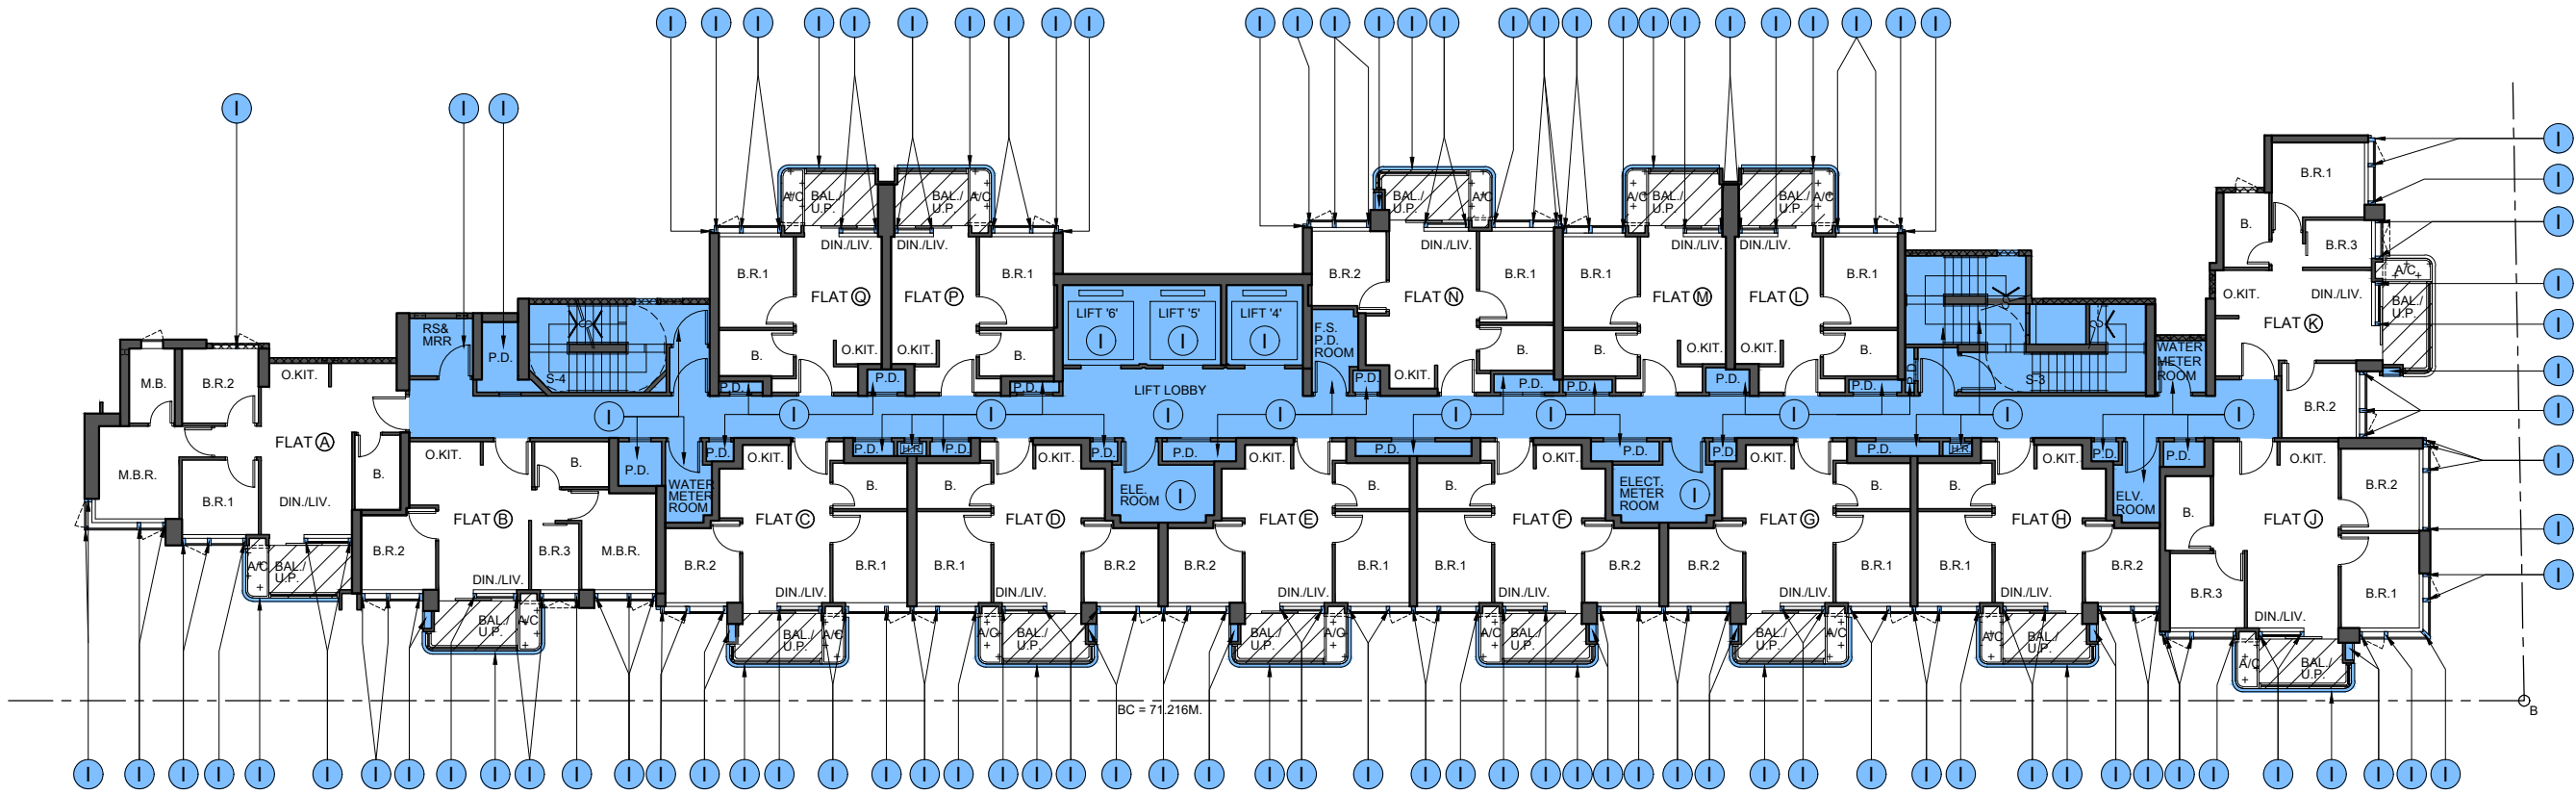 I I I I I I I I I I I I I I I I I I I I I I I I I I
I I I
I
B.R.1
I
A/C BAL./ U.P.
BAL./ U.P. A/C
BAL./ U.P. A/C
A/C BAL./ U.P.
BAL./ U.P. A/C
B.
B.R.3
I
I
DIN./LIV. DIN./LIV.
DIN./LIV.
DIN./LIV. DIN./LIV.
B.R.1
B.R.1
B.R.2
B.R.1
B.R.1
B.R.1
A/C
I
FLAT Q
FLAT P
FLAT N
FLAT M
FLAT L
O.KIT.
DIN./LIV.
BAL./
U.P.
FLAT K
I
LIFT '6'
LIFT '5'
LIFT '4'
I
I
I
RS&
MRR
P.D.
S-4
F.S.
P.D.
ROOM
B.
O.KIT.
O.KIT.
B.
O.KIT.
B.
B.
O.KIT.
O.KIT.
B.
WATER
METER
ROOM
S-3
I
M.B.
B.R.2
O.KIT.
P.D.
P.D.
P.D.
P.D.
P.D.
P.D.
P.D.
P.D.
P.D.
B.R.2
I
LIFT LOBBY
I I I I I I I I I I
FLAT A
B.
M.B.R.
B.R.1
DIN./LIV.
A/C
BAL./
U.P.
O.KIT.
B.
P.D.
WATER
METER
ROOM
P.D.
O.KIT.
P.D.
H.R.
P.D.
O.KIT.
P.D.
P.D.
O.KIT.
P.D.
O.KIT.
P.D.
P.D.
O.KIT.
P.D.
H.R.
O.KIT.
P.D.
P.D.
O.KIT.
I
B.
B.
B.
B.
B.
B.
B.
B.R.2
ELE.
ROOM
I
ELECT.
METER
ROOM
I
ELV.
ROOM
FLAT B
FLAT C
FLAT D
FLAT E
FLAT F
FLAT G
FLAT H
FLAT J
I
B.R.2
B.R.3
M.B.R.
B.R.2
B.R.1
B.R.1
B.R.2
B.R.2
B.R.1
B.R.1
B.R.2
B.R.2
B.R.1
B.R.1
B.R.2
B.R.3
B.R.1
I
DIN./LIV.
DIN./LIV.
DIN./LIV.
DIN./LIV.
DIN./LIV.
DIN./LIV.
DIN./LIV.
DIN./LIV.
BAL./ U.P. A/C
BAL./ U.P. A/C
A/C BAL./ U.P.
BAL./ U.P. A/C
A/C BAL./ U.P.
BAL./ U.P. A/C
A/C BAL./ U.P.
A/C BAL./ U.P.
BC = 71.216M.
B
I I I I I I I I I I I I I I I I I I I I I I I I I I I I I I I I I I I I I I I I I I I I I I I I I I I I I I